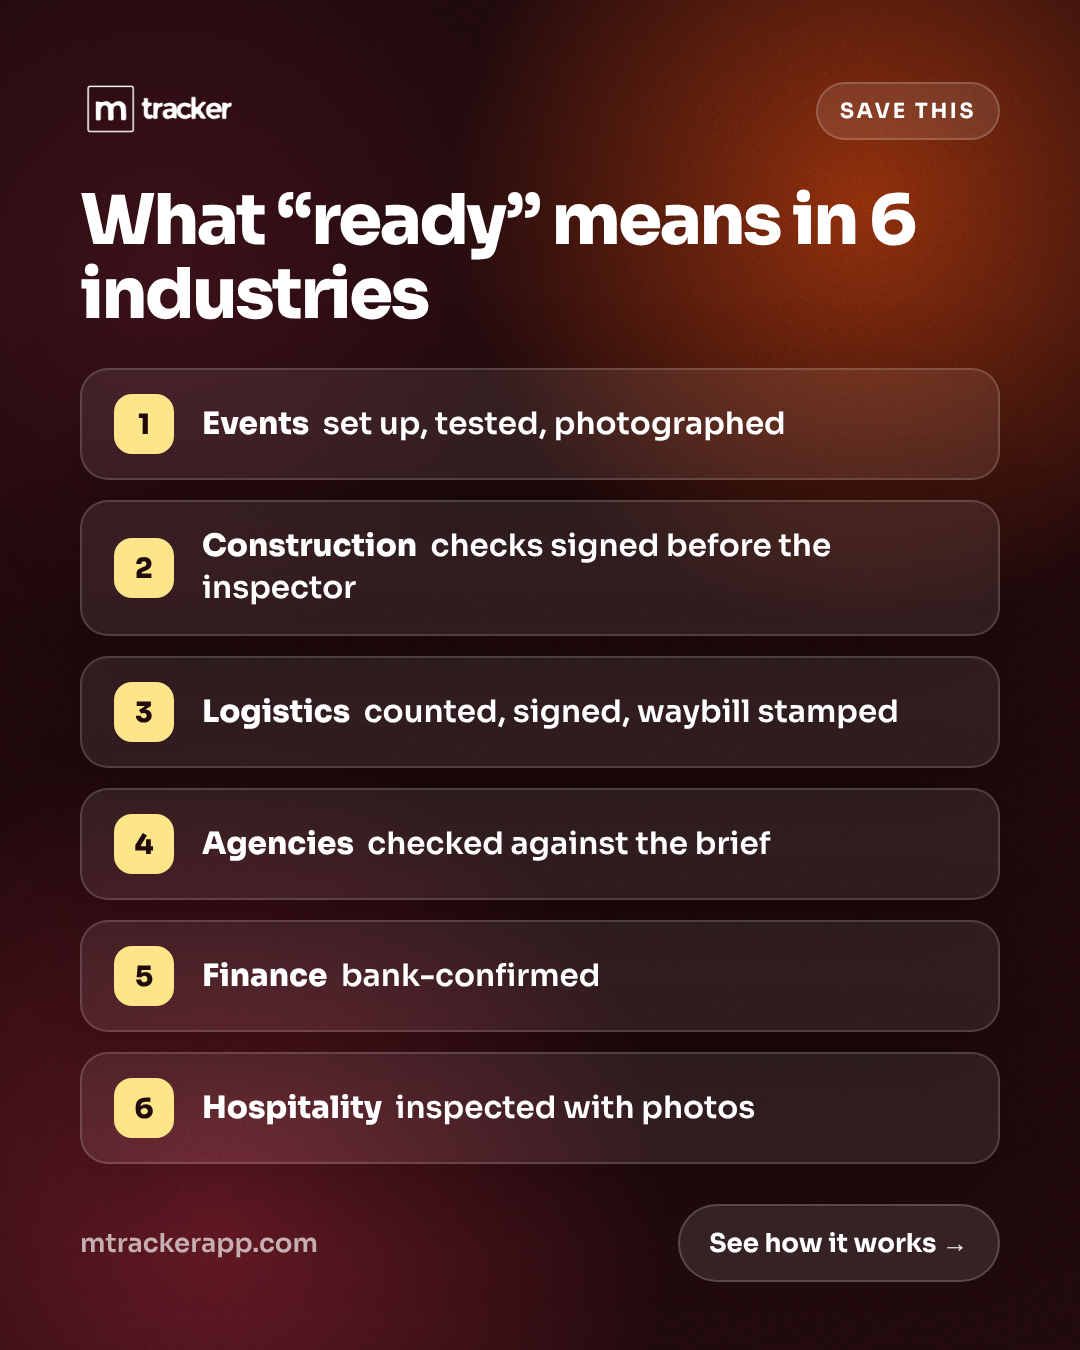 m tracker
SAVE THIS
What “ready” means in 6
industries
1 Events set up, tested, photographed
2 Construction checks signed before the
inspector
3 Logistics counted, signed, waybill stamped
4 Agencies checked against the brief
5 Finance bank-confirmed
6 Hospitality inspected with photos
mtrackerapp.com
See how it works →